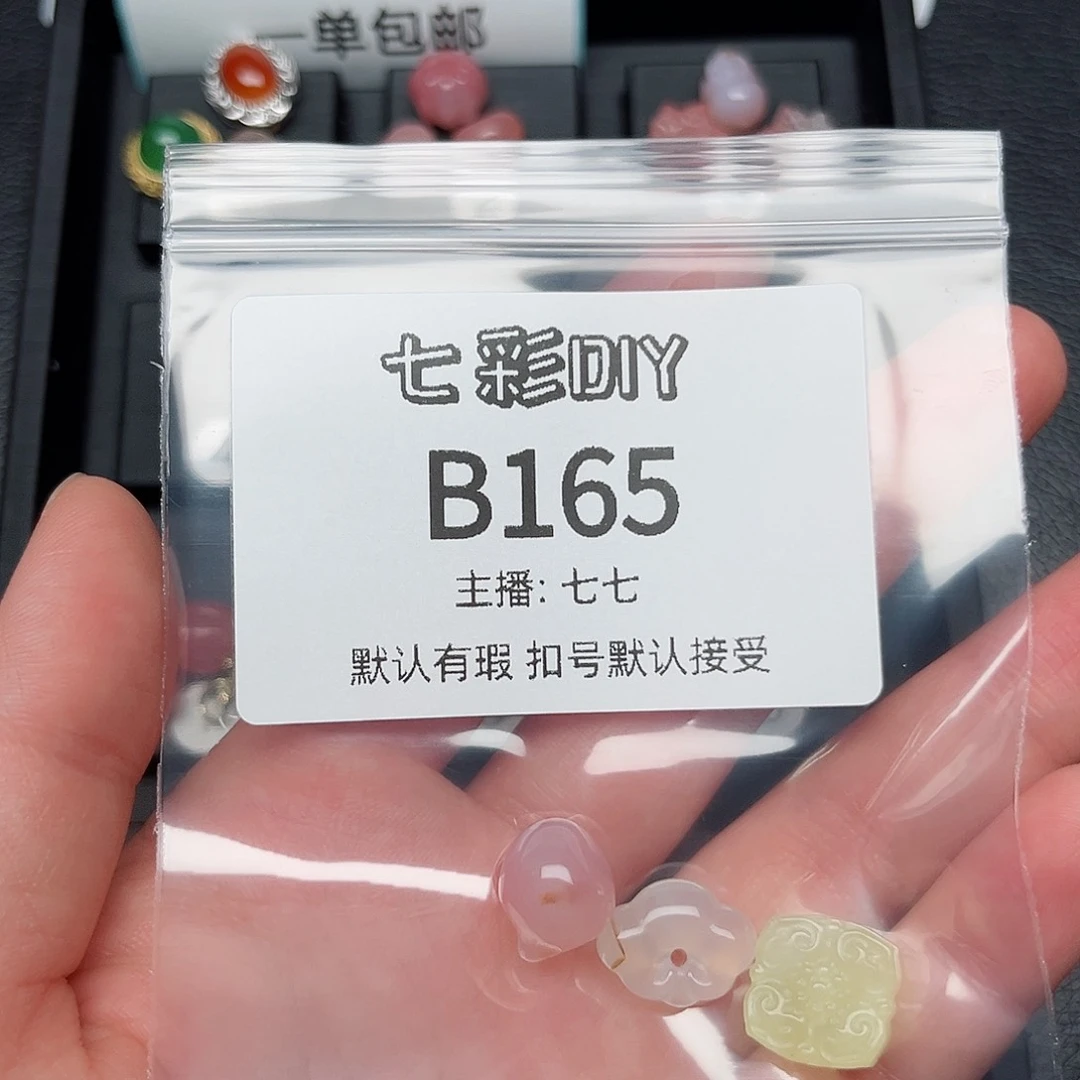 一单包邮
七彩DIY
B165
主播: 七七
默认有瑕 扣号默认接受